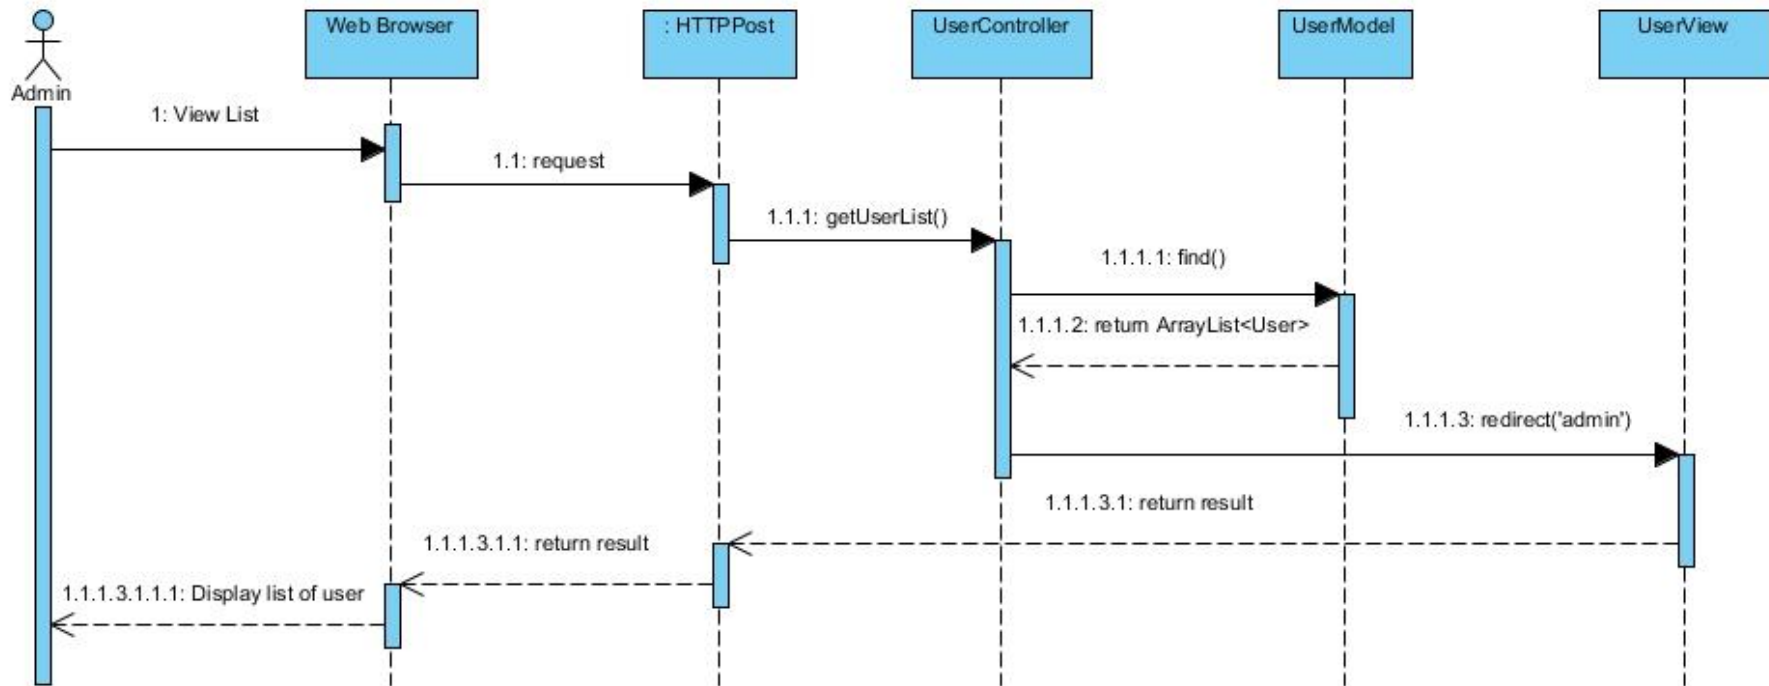 Web Browser
: HTTPPost
UserController
UserModel
UserView
Admin
1: View List
1.1: request
1.1.1: getUserList()
1.1.1.1: find()
1.1.1.2: return ArrayList<User>
1.1.1.3: redirect('admin')
1.1.1.3.1: return result
1.1.1.3.1.1: return result
1.1.1.3.1.1.1: Display list of user